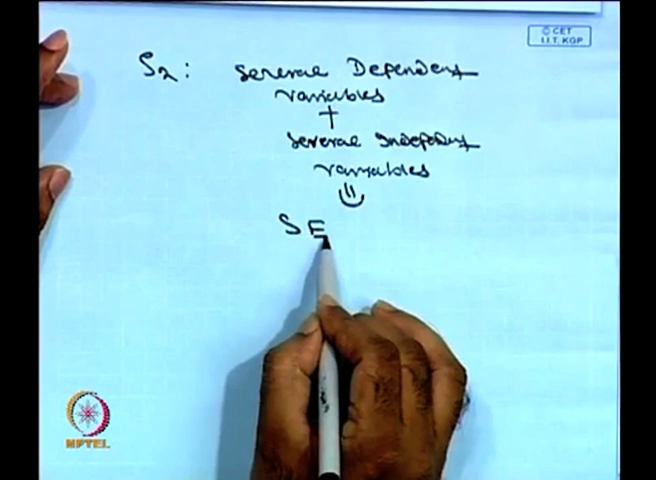 © CET
I.I.T. KGP
S2: Several Dependent
variables
+
Several Independent
variables
SE
NPTEL